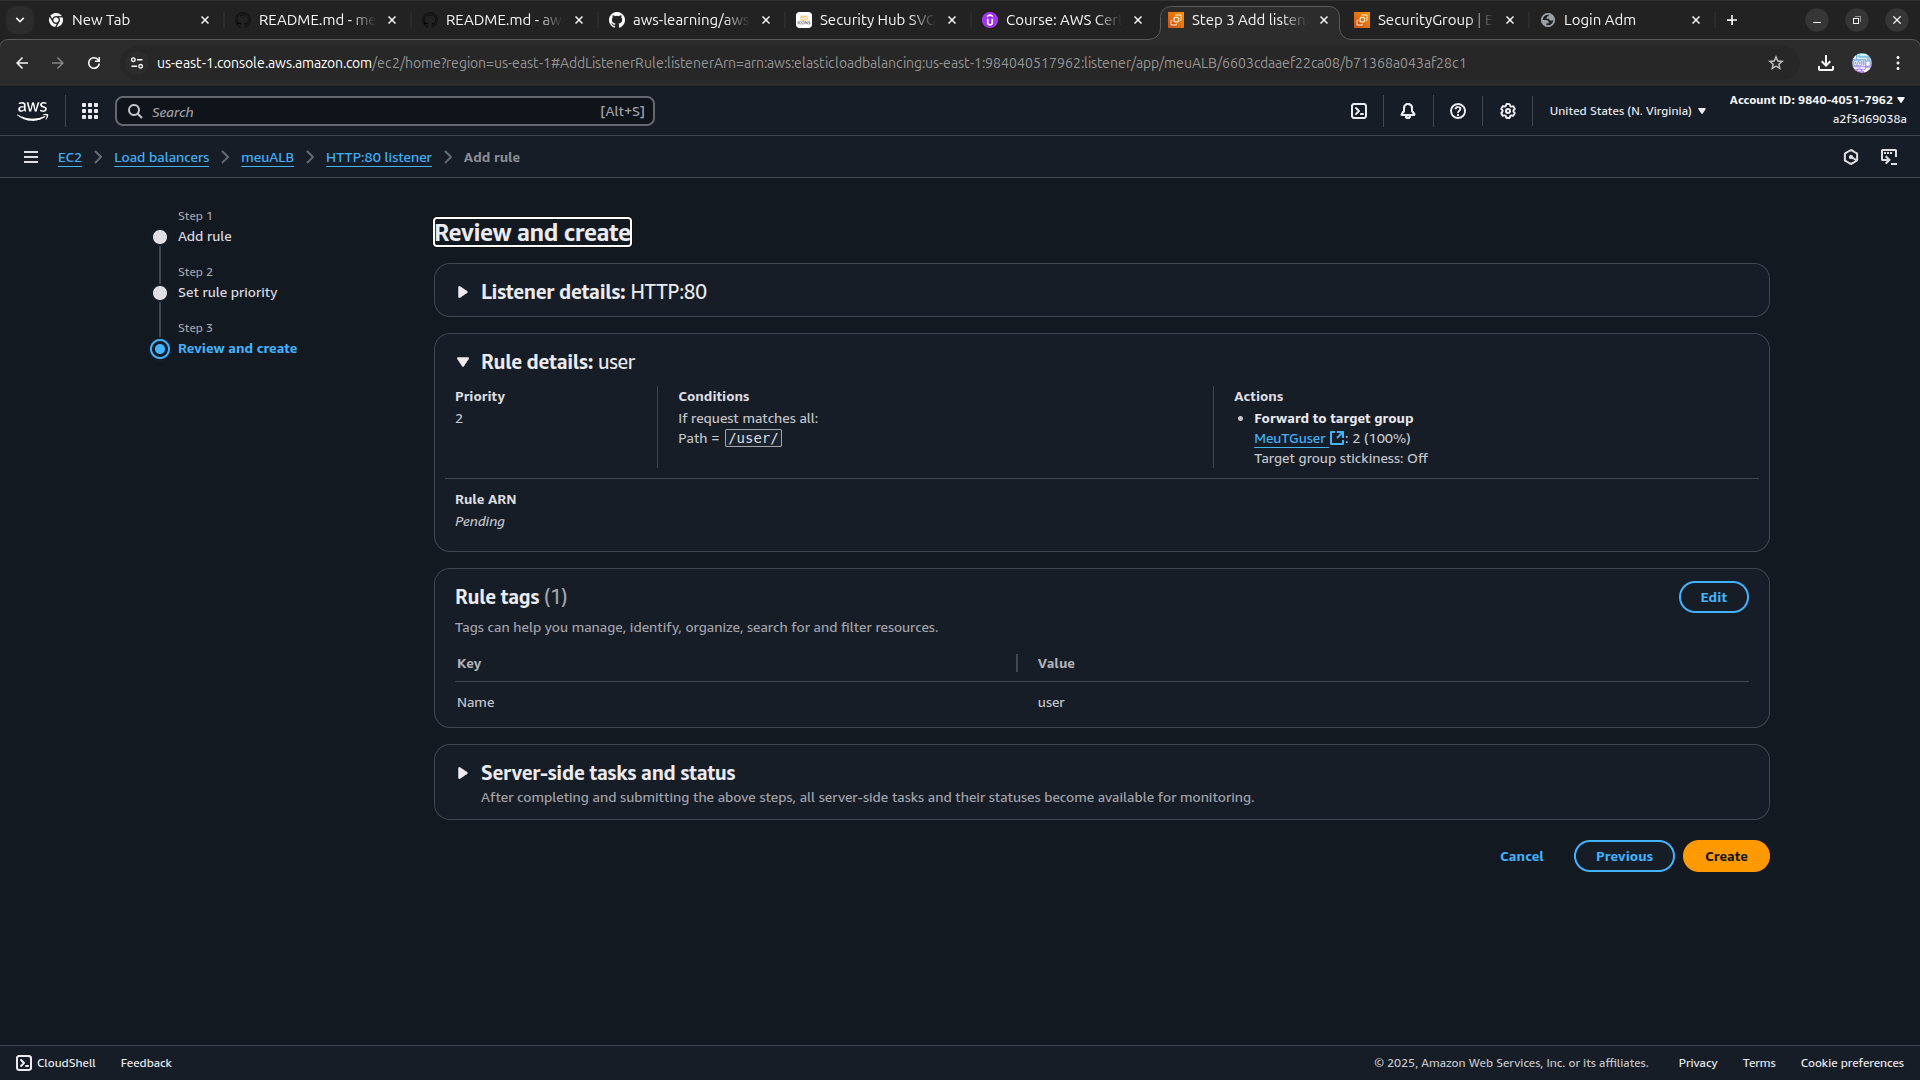 New Tab
README.md - me
README.md - aw
aws-learning/aws
Security Hub SVG
Course: AWS Cer
Step 3 Add listen
SecurityGroup | E
Login Adm
us-east-1.console.aws.amazon.com/ec2/home?region=us-east-1#AddListenerRule:listenerArn=arn:aws:elasticloadbalancing:us-east-1:984040517962:listener/app/meuALB/6603cdaaef22ca08/b71368a043af28c1
aws
Search
[Alt+S]
United States (N. Virginia)
Account ID: 9840-4051-7962
a2f3d69038a
EC2
Load balancers
meuALB
HTTP:80 listener
Add rule
Step 1
Add rule
Step 2
Set rule priority
Step 3
Review and create
Review and create
Listener details: HTTP:80
Rule details: user
Priority
2
Conditions
If request matches all:
Path = /user/
Actions
• Forward to target group
MeuTGuser : 2 (100%)
Target group stickiness: Off
Rule ARN
Pending
Rule tags (1)
Edit
Tags can help you manage, identify, organize, search for and filter resources.
Key
Value
Name
user
Server-side tasks and status
After completing and submitting the above steps, all server-side tasks and their statuses become available for monitoring.
Cancel
Previous
Create
CloudShell
Feedback
© 2025, Amazon Web Services, Inc. or its affiliates.
Privacy
Terms
Cookie preferences